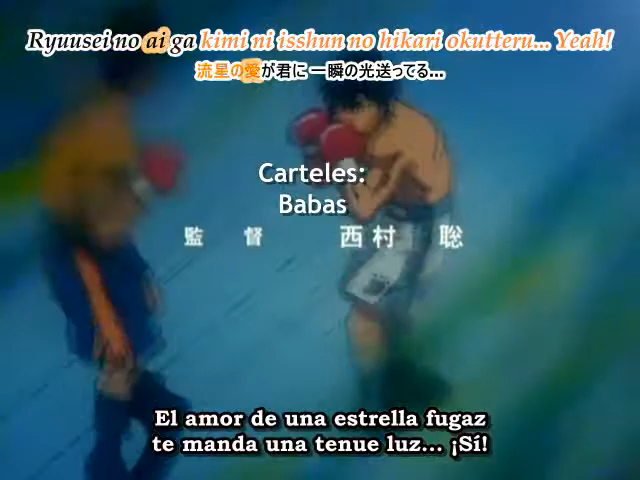 Ryuusei no ai ga kimi ni isshun no hikari okutteru... Yeah!
流星の愛が君に 一瞬の光送ってる...
Carteles:
Babas
監 督 西村 聡
El amor de una estrella fugaz
te manda una tenue luz... ¡Sí!